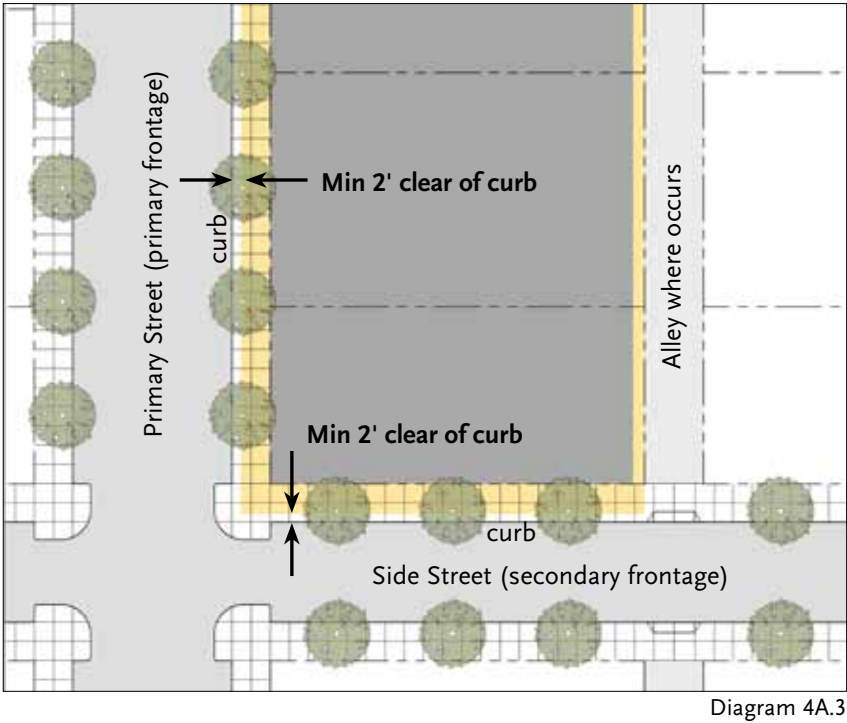 Primary Street (primary frontage)
curb
Min 2' clear of curb
Alley where occurs
Min 2' clear of curb
curb
Side Street (secondary frontage)
Diagram 4A.3